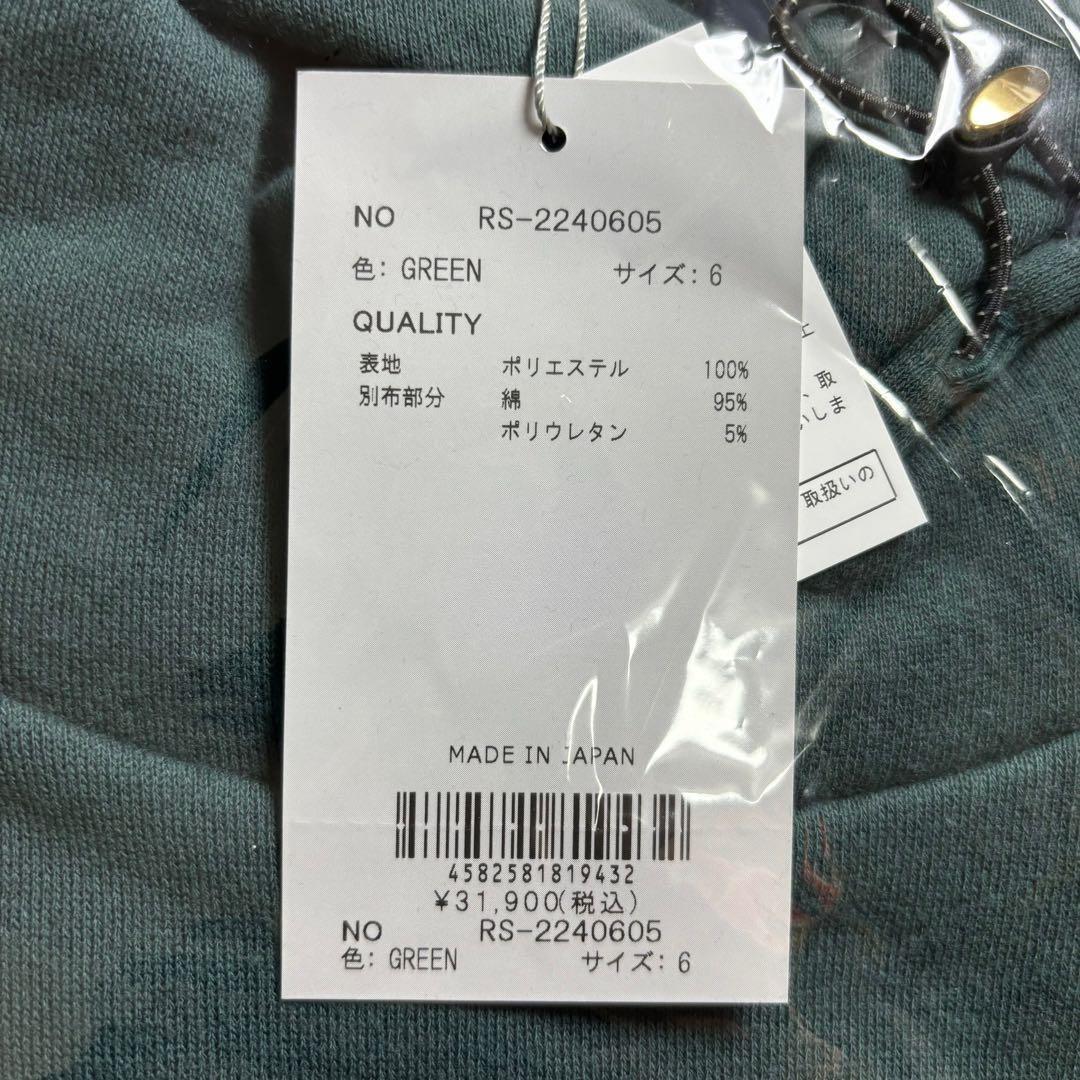 NO RS-2240605
色: GREEN サイズ: 6
QUALITY
表地 ポリエステル 100%
別布部分 綿 95%
ポリウレタン 5%
、取
いしま
取扱いの
MADE IN JAPAN
4582581819432
¥31,900(税込)
NO RS-2240605
色: GREEN サイズ: 6